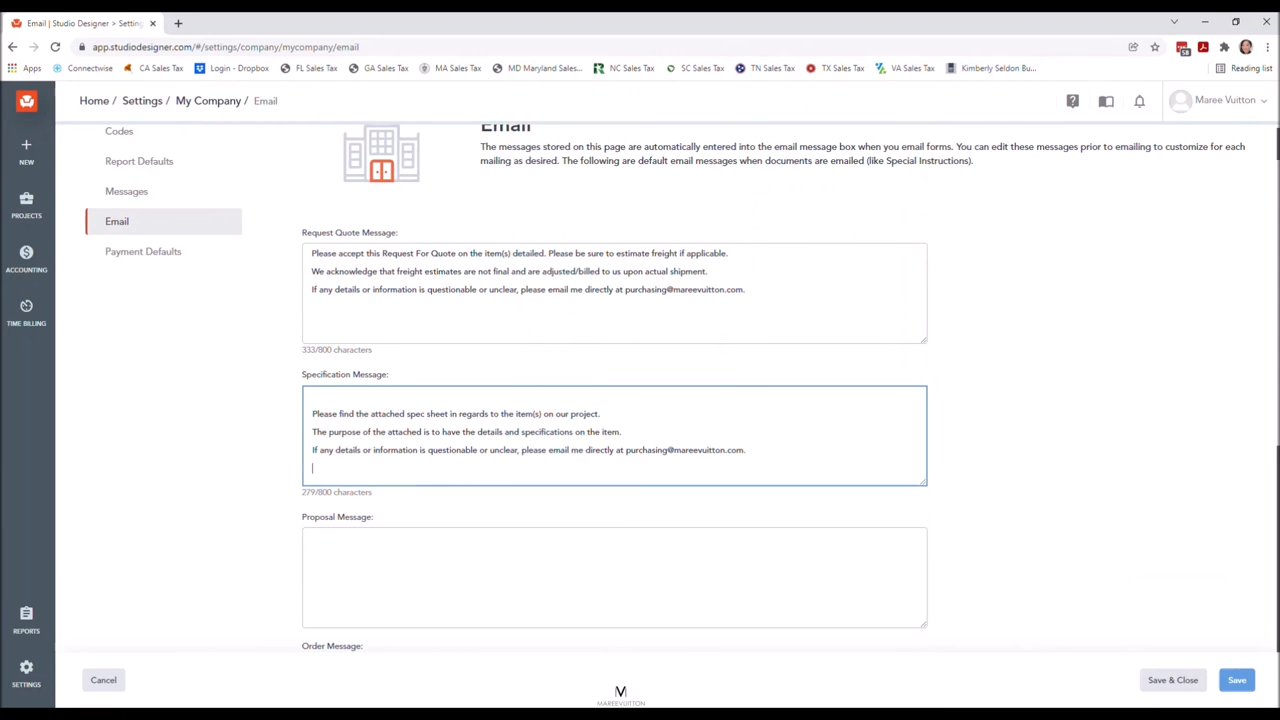 Email | Studio Designer > Settin
app.studiodesigner.com/#/settings/company/mycompany/email
58
Apps Connectwise CA Sales Tax Login - Dropbox FL Sales Tax GA Sales Tax MA Sales Tax MD Maryland Sales... NC Sales Tax SC Sales Tax TN Sales Tax TX Sales Tax VA Sales Tax Kimberly Seldon Bu... Reading list
Home / Settings / My Company / Email
Maree Vuitton
NEW
PROJECTS
ACCOUNTING
TIME BILLING
REPORTS
SETTINGS
Codes
Report Defaults
Messages
Email
Payment Defaults
Email
The messages stored on this page are automatically entered into the email message box when you email forms. You can edit these messages prior to emailing to customize for each
mailing as desired. The following are default email messages when documents are emailed (like Special Instructions).
Request Quote Message:
Please accept this Request For Quote on the item(s) detailed. Please be sure to estimate freight if applicable.
We acknowledge that freight estimates are not final and are adjusted/billed to us upon actual shipment.
If any details or information is questionable or unclear, please email me directly at purchasing@mareevuitton.com.
333/800 characters
Specification Message:
Please find the attached spec sheet in regards to the item(s) on our project.
The purpose of the attached is to have the details and specifications on the item.
If any details or information is questionable or unclear, please email me directly at purchasing@mareevuitton.com.
279/800 characters
Proposal Message:
Order Message:
Cancel
Save & Close
Save
M
MAREEVUITTON